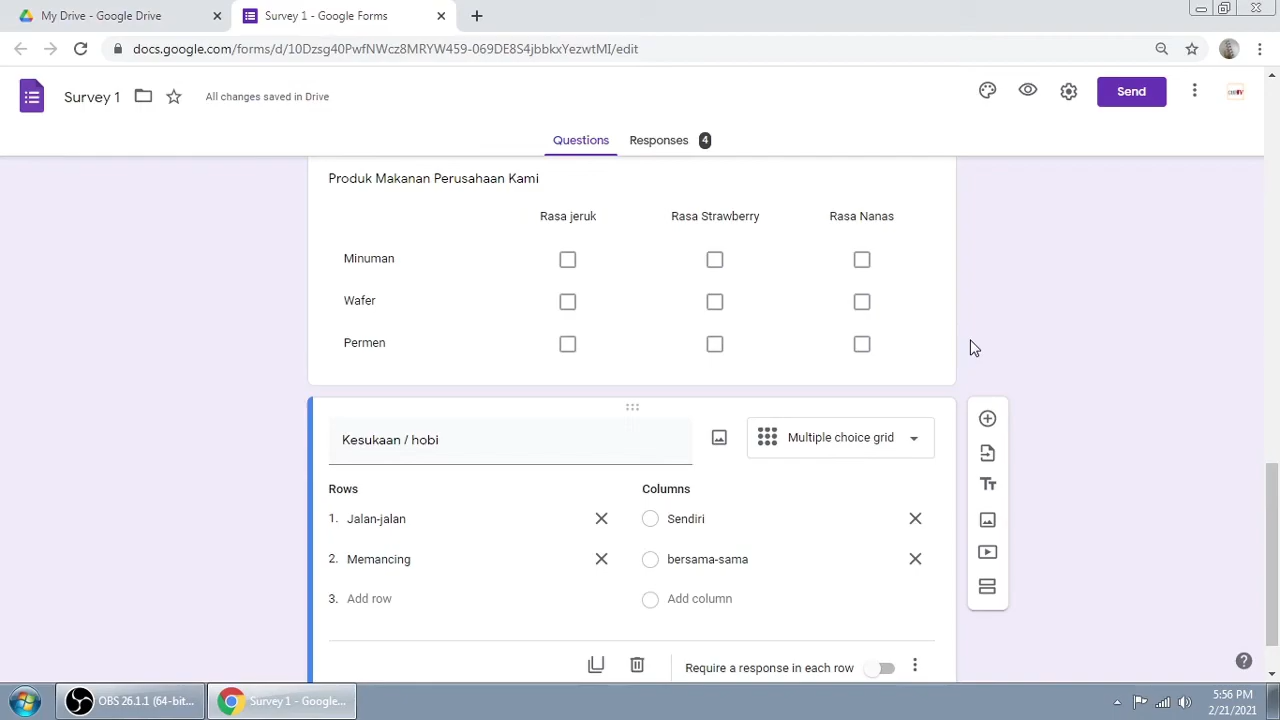 My Drive - Google Drive
Survey 1 - Google Forms
docs.google.com/forms/d/10Dzsg40PwfNWcz8MRYW459-069DE8S4jbbkxYezwtMI/edit
Survey 1
All changes saved in Drive
Send
Questions
Responses 4
Produk Makanan Perusahaan Kami
Rasa jeruk Rasa Strawberry Rasa Nanas
Minuman
Wafer
Permen
Kesukaan / hobi
Multiple choice grid
Rows Columns
1. Jalan-jalan Sendiri
2. Memancing bersama-sama
3. Add row Add column
Require a response in each row
OBS 26.1.1 (64-bit...
Survey 1 - Google...
5:56 PM
2/21/2021